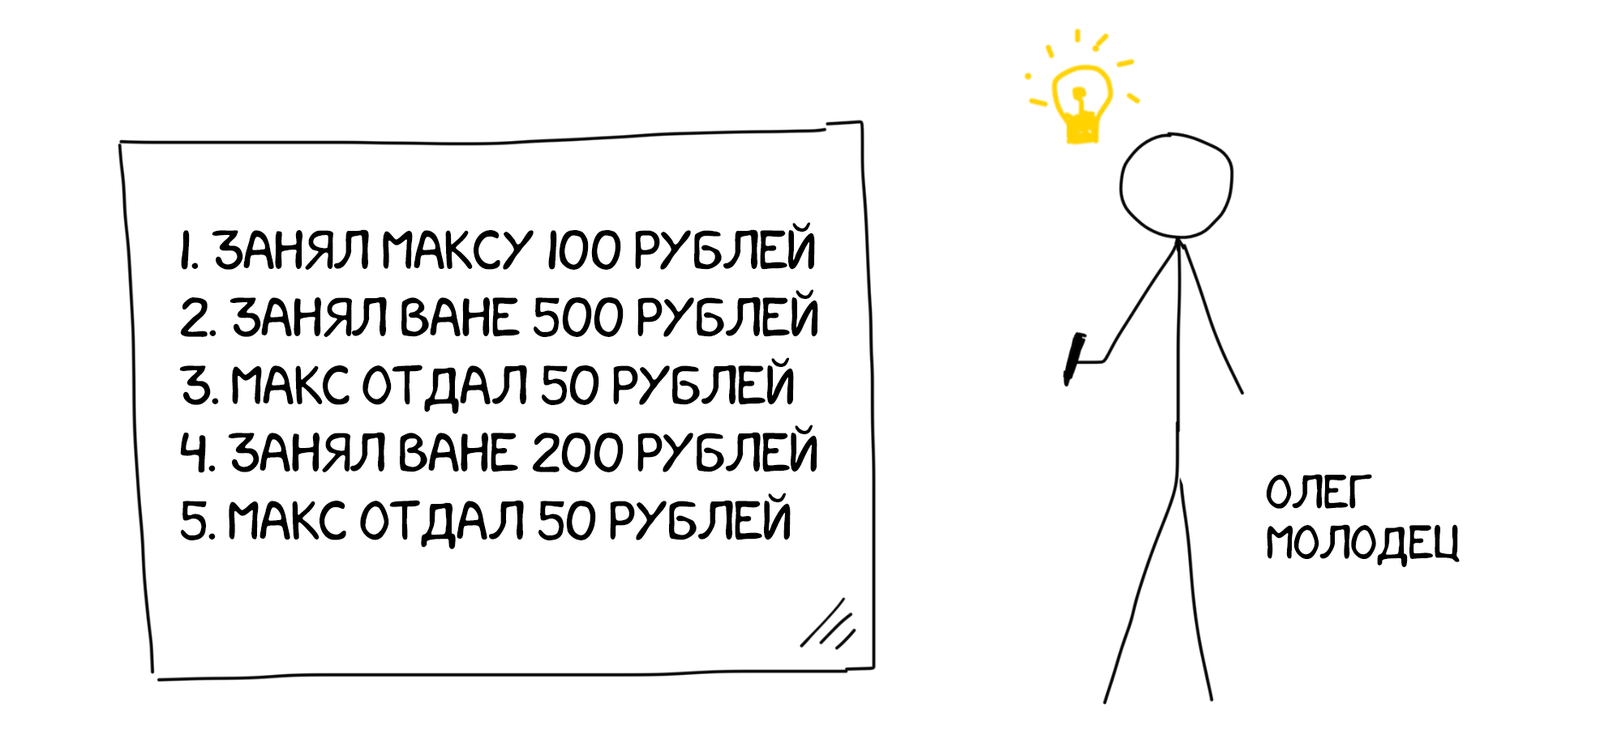 1. ЗАНЯЛ МАКСУ 100 РУБЛЕЙ
2. ЗАНЯЛ ВАНЕ 500 РУБЛЕЙ
3. МАКС ОТДАЛ 50 РУБЛЕЙ
4. ЗАНЯЛ ВАНЕ 200 РУБЛЕЙ
5. МАКС ОТДАЛ 50 РУБЛЕЙ
ОЛЕГ
МОЛОДЕЦ